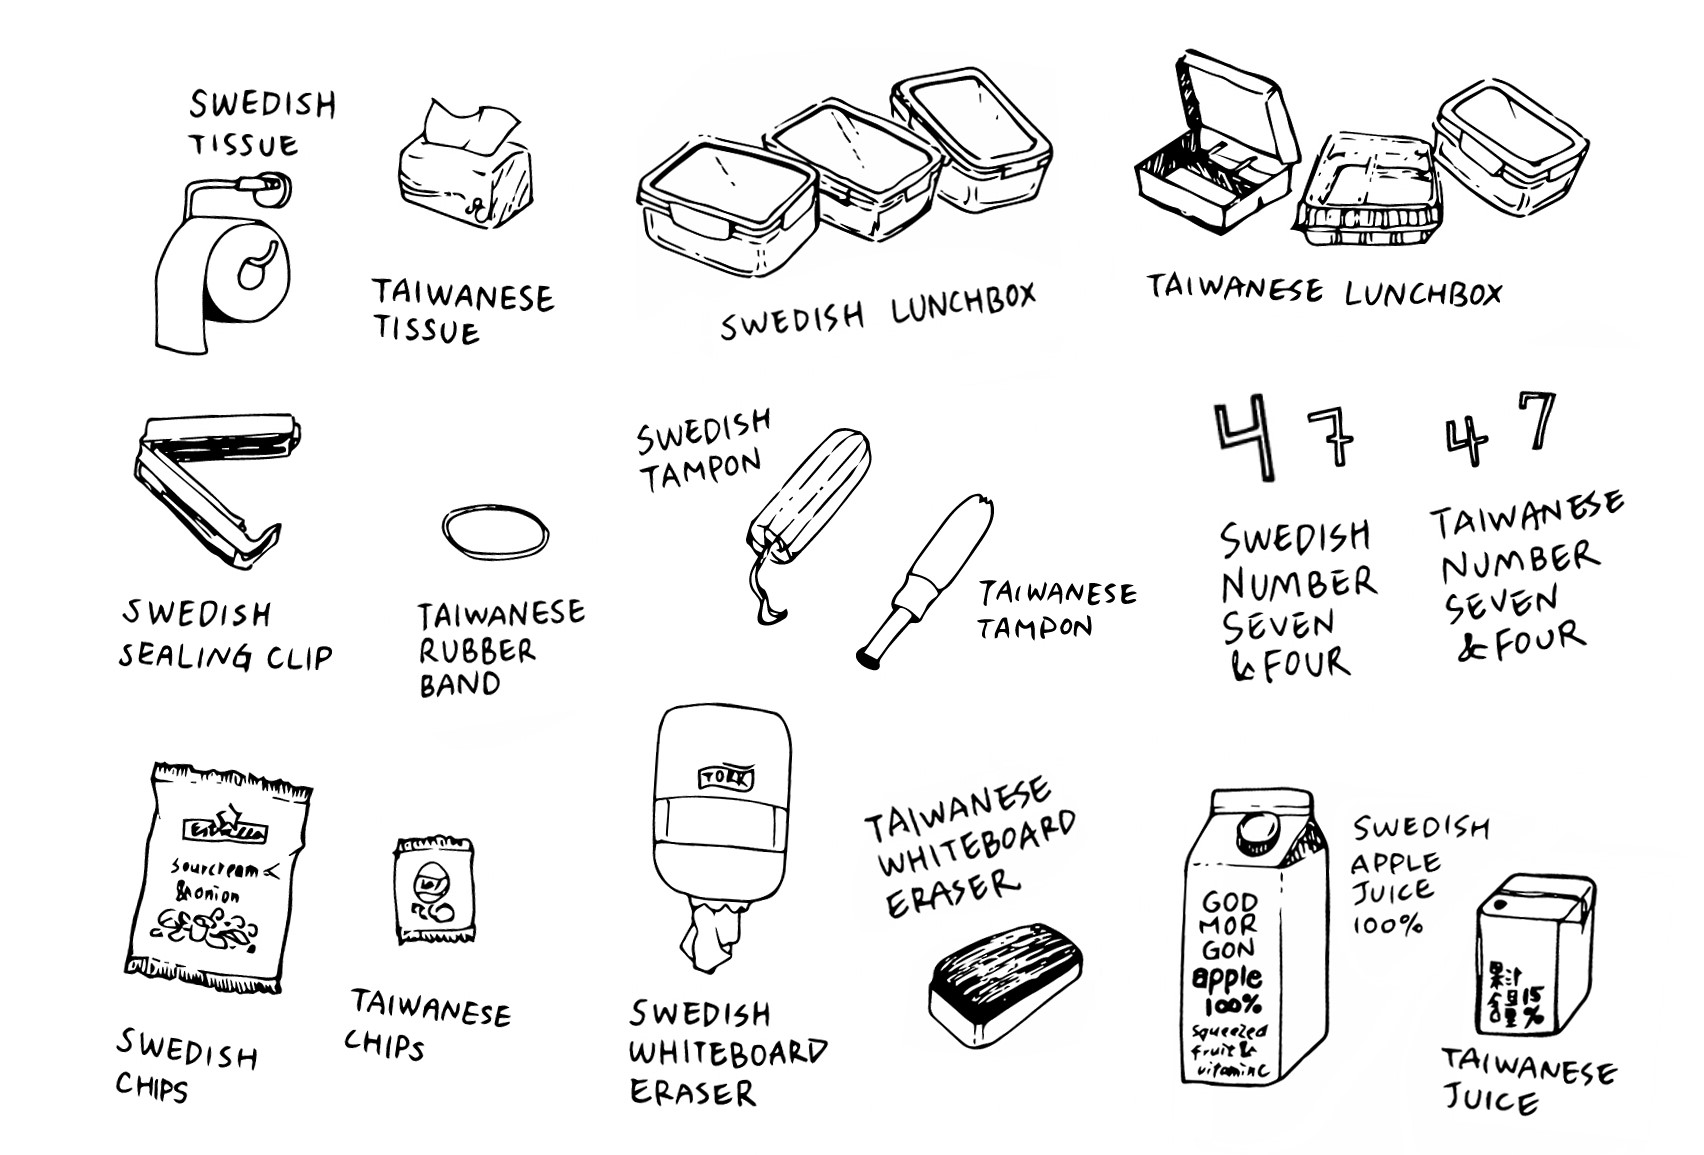 SWEDISH
TISSUE
TAIWANESE
TISSUE
SWEDISH LUNCHBOX
TAIWANESE LUNCHBOX
SWEDISH
SEALING CLIP
TAIWANESE
RUBBER
BAND
SWEDISH
TAMPON
TAIWANESE
TAMPON
4 7
SWEDISH
NUMBER
SEVEN
& FOUR
4 7
TAIWANESE
NUMBER
SEVEN
& FOUR
Estrella
sourcream
& onion
SWEDISH
CHIPS
TAIWANESE
CHIPS
TORK
SWEDISH
WHITEBOARD
ERASER
TAIWANESE
WHITEBOARD
ERASER
GOD
MOR
GON
apple
100%
squeezed
fruit &
vitamin C
SWEDISH
APPLE
JUICE
100%
果汁
含量15
%
TAIWANESE
JUICE